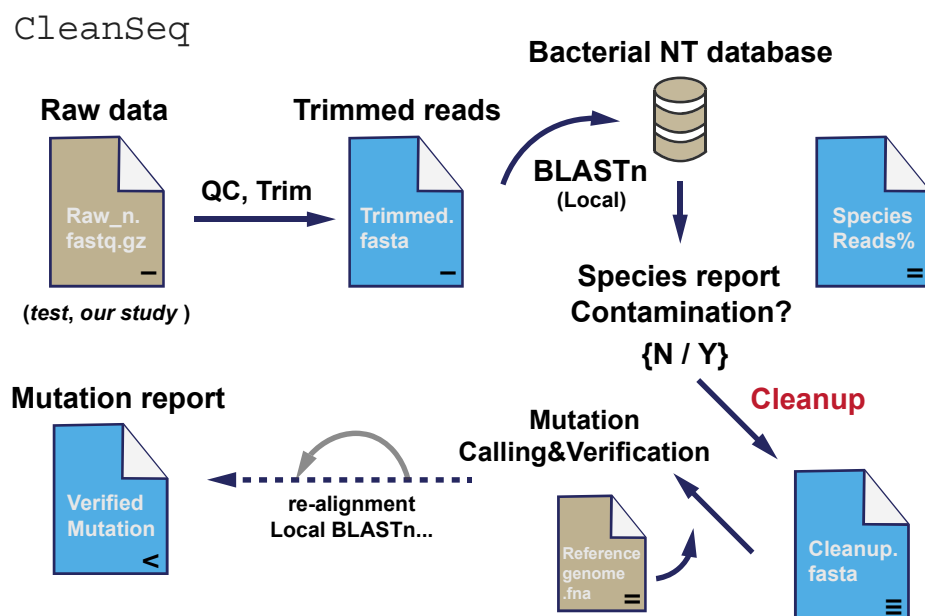 CleanSeq
Bacterial NT database
Raw data
Trimmed reads
QC, Trim
BLASTn
(Local)
Raw_n.
fastq.gz
Trimmed.
fasta
Species
Reads%
(test, our study )
Species report
Contamination?
{N / Y}
Cleanup
Mutation report
Mutation
Calling&Verification
Verified
Mutation
<
re-alignment
Local BLASTn...
Reference
genome
.fna
Cleanup.
fasta